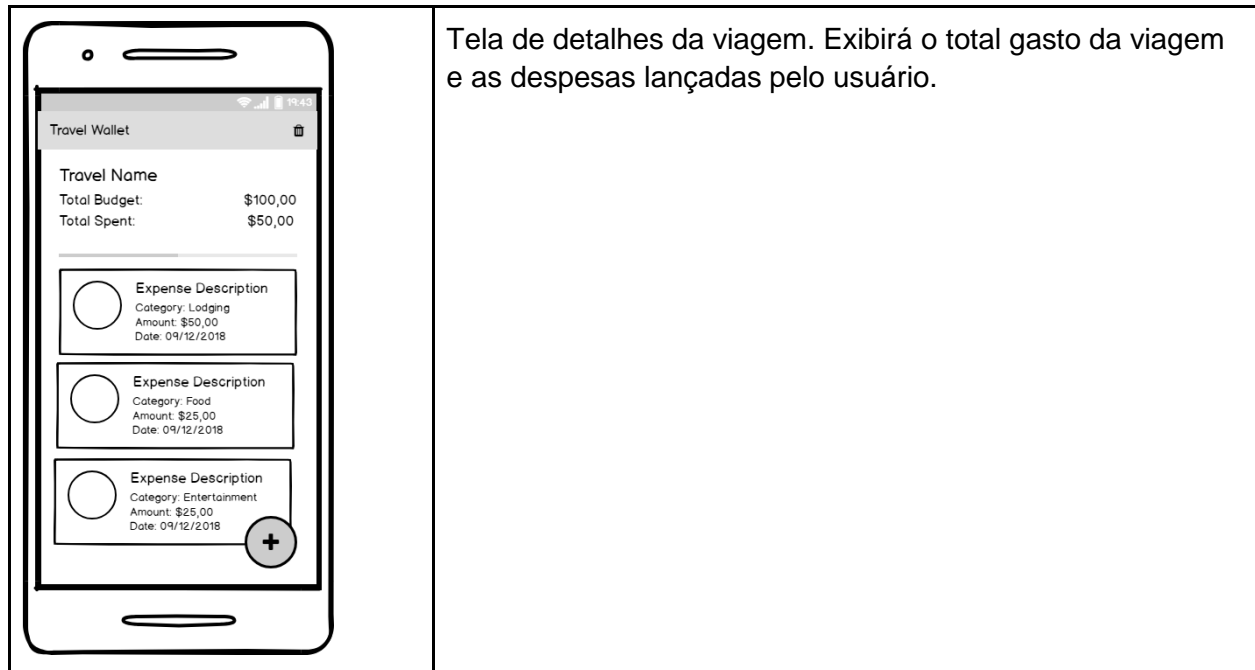 19:43
Travel Wallet
Travel Name
Total Budget: $100,00
Total Spent: $50,00
Expense Description
Category: Lodging
Amount: $50,00
Date: 09/12/2018
Expense Description
Category: Food
Amount: $25,00
Date: 09/12/2018
Expense Description
Category: Entertainment
Amount: $25,00
Date: 09/12/2018
+
Tela de detalhes da viagem. Exibirá o total gasto da viagem
e as despesas lançadas pelo usuário.